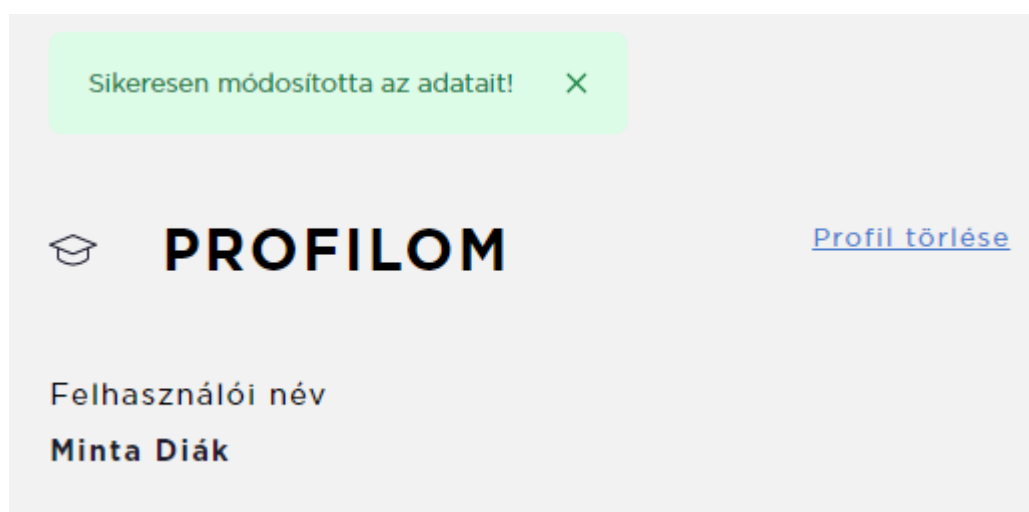 Sikeresen módosította az adatait!
PROFILOM
Profil törlése
Felhasználói név
Minta Diák